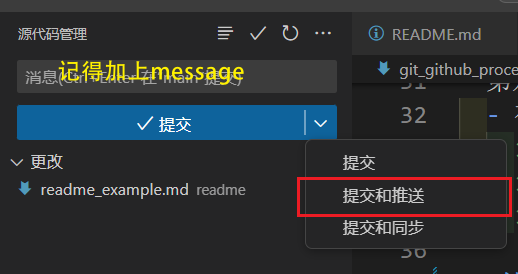 源代码管理
README.md
记得加上message
消息(Ctrl+Enter 在"main"提交)
git_github_proce
31
第
提交
32
- 
更改
提交
readme_example.md readme
提交和推送
提交和同步
36